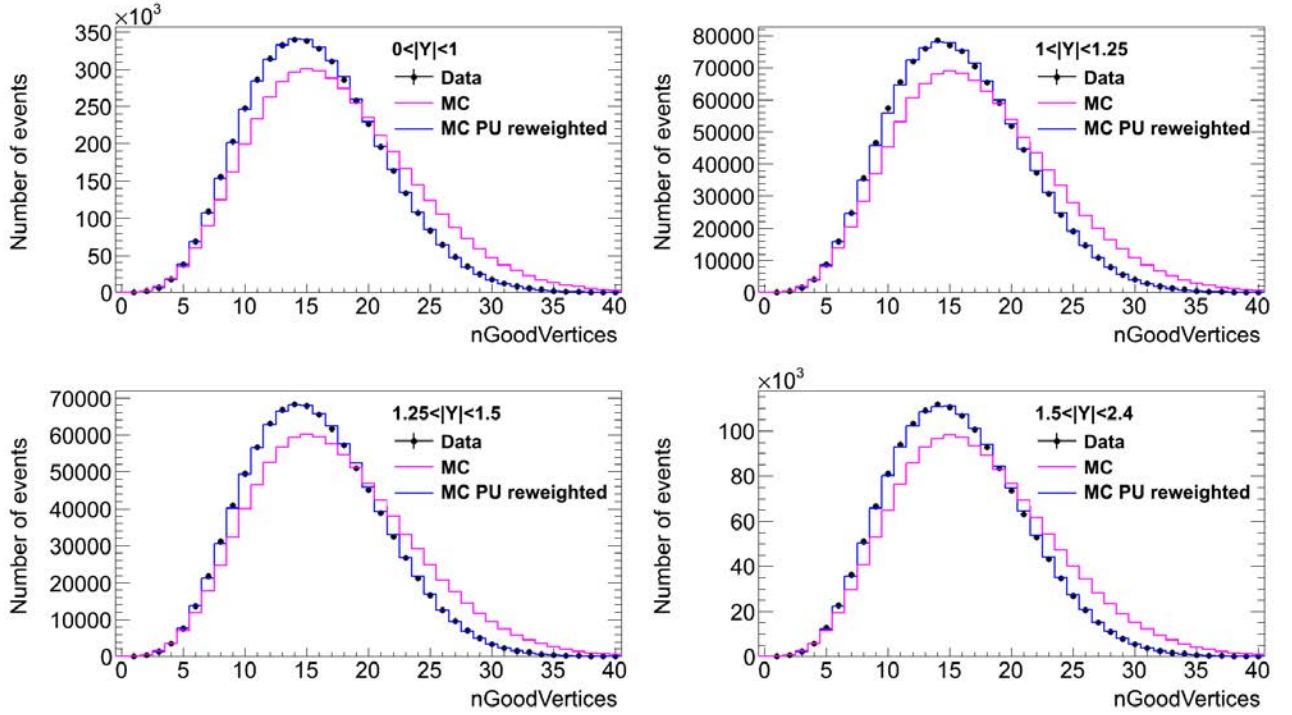 ×10³
350
300
250
200
150
100
50
0
Number of events
0<|Y|<1
Data
MC
MC PU reweighted
0 5 10 15 20 25 30 35 40
nGoodVertices
80000
70000
60000
50000
40000
30000
20000
10000
0
Number of events
1<|Y|<1.25
Data
MC
MC PU reweighted
0 5 10 15 20 25 30 35 40
nGoodVertices
70000
60000
50000
40000
30000
20000
10000
0
Number of events
1.25<|Y|<1.5
Data
MC
MC PU reweighted
0 5 10 15 20 25 30 35 40
nGoodVertices
×10³
100
80
60
40
20
0
Number of events
1.5<|Y|<2.4
Data
MC
MC PU reweighted
0 5 10 15 20 25 30 35 40
nGoodVertices